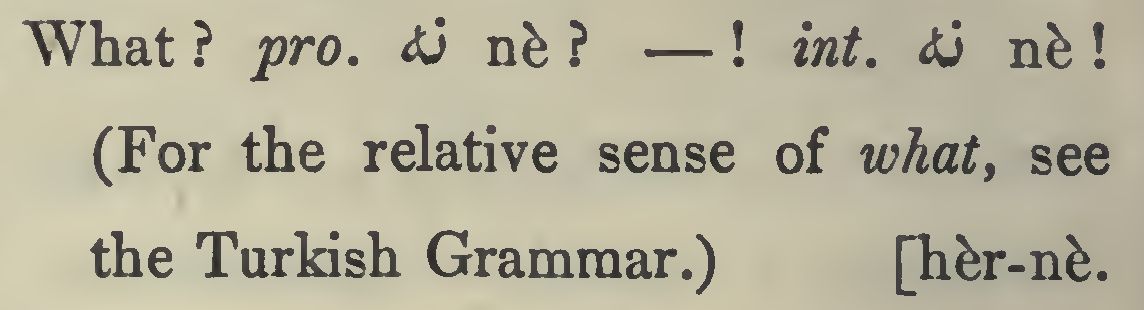 What? pro. نه nè? —! int. نه nè!
(For the relative sense of what, see
the Turkish Grammar.) [hèr-nè.